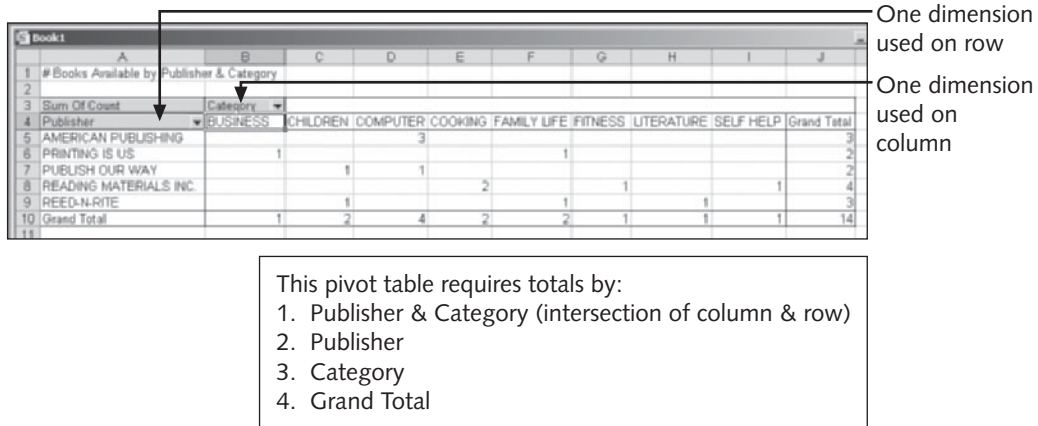 One dimension
used on row
One dimension
used on
column
Book1
A B C D E F G H I J
1 # Books Available by Publisher & Category
2
3 Sum Of Count Category
4 Publisher BUSINESS CHILDREN COMPUTER COOKING FAMILY LIFE FITNESS LITERATURE SELF HELP Grand Total
5 AMERICAN PUBLISHING 3 3
6 PRINTING IS US 1 1 2
7 PUBLISH OUR WAY 1 1 2
8 READING MATERIALS INC. 2 1 1 4
9 REED-N-RITE 1 1 1 3
10 Grand Total 1 2 4 2 2 1 1 1 14
11
This pivot table requires totals by:
1. Publisher & Category (intersection of column & row)
2. Publisher
3. Category
4. Grand Total